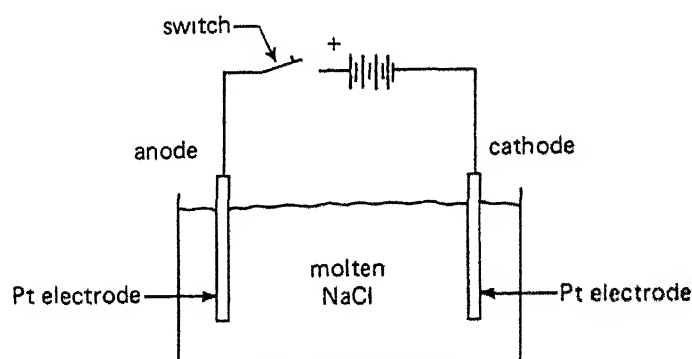 switch
+
anode
cathode
molten
NaCl
Pt electrode
Pt electrode